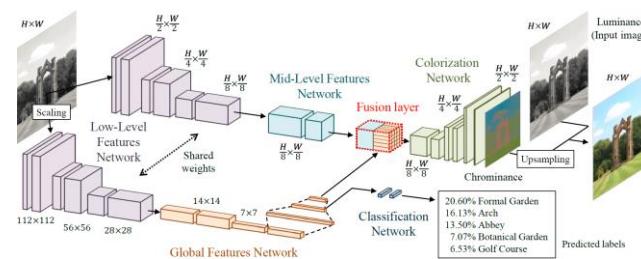 H×W
Scaling
H/2 × W/2
H/4 × W/4
H/8 × W/8
Low-Level
Features
Network
Shared
weights
112×112
56×56
28×28
14×14
7×7
Global Features Network
Mid-Level Features
Network
H/8 × W/8
Fusion layer
H/8 × W/8
Colorization
Network
H/4 × W/4
H/2 × W/2
Chrominance
Classification
Network
H×W
Luminance
(Input imag
Upsampling
20.60% Formal Garden
16.13% Arch
13.50% Abbey
7.07% Botanical Garden
6.53% Golf Course
Predicted labels